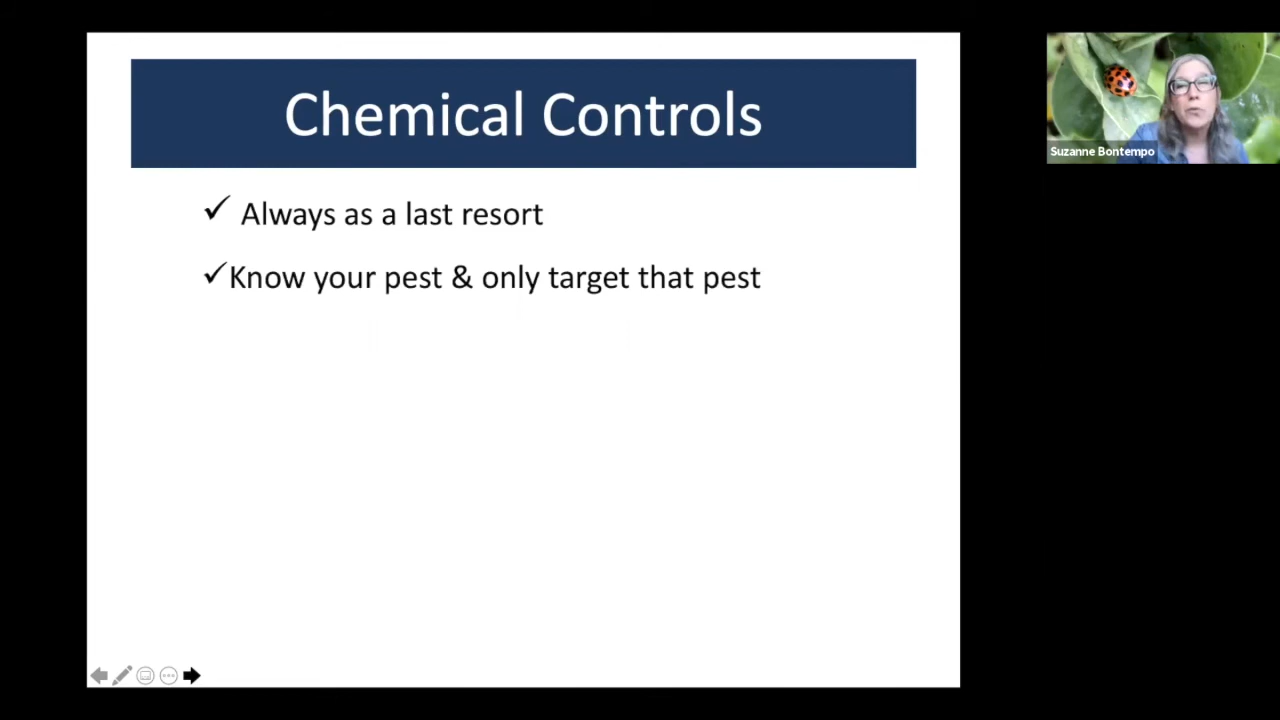 Chemical Controls
✓ Always as a last resort
✓Know your pest & only target that pest
Suzanne Bontempo